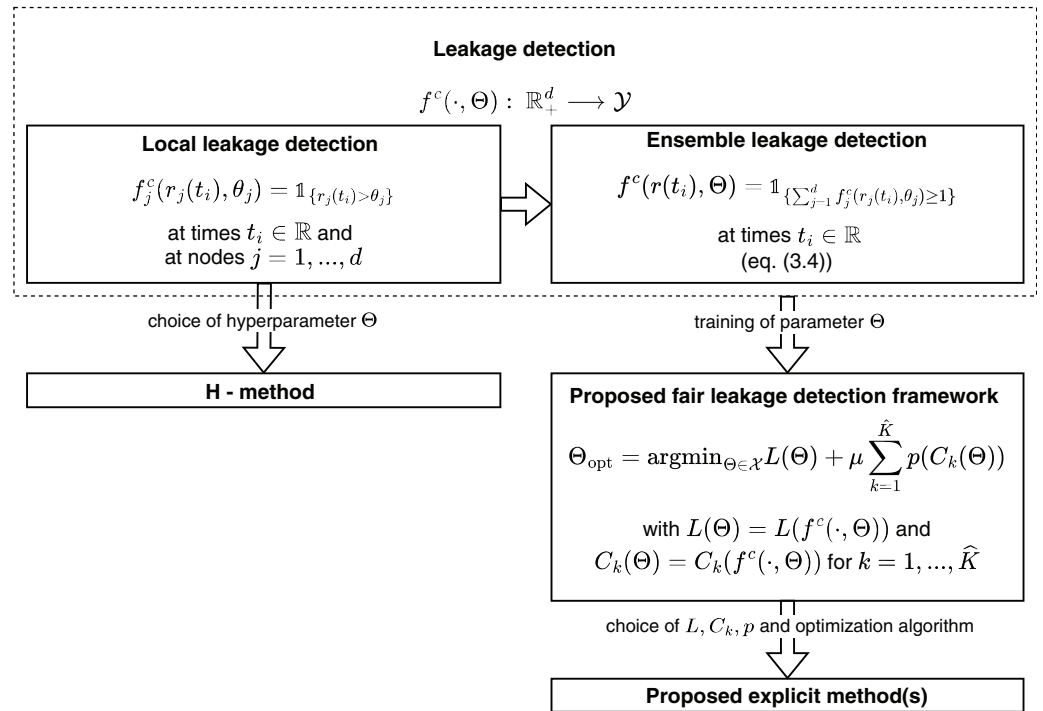 Leakage detection
f^c(·, Θ) : ℝ^d_+ ⟶ 𝒴
Local leakage detection
f^c_j(r_j(t_i), θ_j) = 𝟙_{r_j(t_i)>θ_j}
at times t_i ∈ ℝ and
at nodes j = 1, ..., d
Ensemble leakage detection
f^c(r(t_i), Θ) = 𝟙_{∑^d_{j-1} f^c_j(r_j(t_i),θ_j)≥1}
at times t_i ∈ ℝ
(eq. (3.4))
choice of hyperparameter Θ
training of parameter Θ
H - method
Proposed fair leakage detection framework
Θ_opt = argmin_{Θ∈𝒳} L(Θ) + μ ∑_{k=1}^{K̂} p(C_k(Θ))
with L(Θ) = L(f^c(·, Θ)) and
C_k(Θ) = C_k(f^c(·, Θ)) for k = 1, ..., K̂
choice of L, C_k, p and optimization algorithm
Proposed explicit method(s)